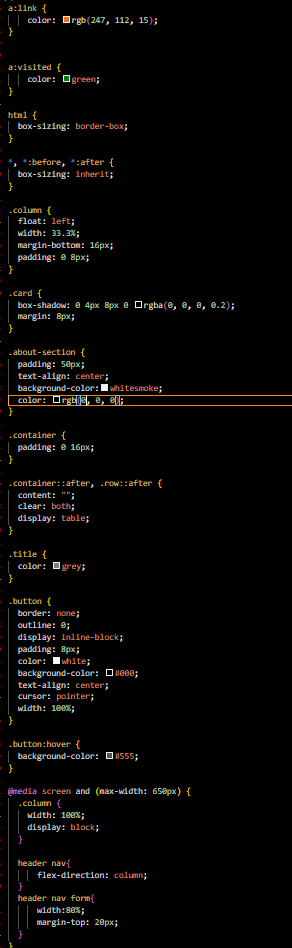 a:link {
color: rgb(247, 112, 15);
}
a:visited {
color: green;
}
html {
box-sizing: border-box;
}
*, *:before, *:after {
box-sizing: inherit;
}
.column {
float: left;
width: 33.3%;
margin-bottom: 16px;
padding: 0 8px;
}
.card {
box-shadow: 0 4px 8px 0 rgba(0, 0, 0, 0.2);
margin: 8px;
}
.about-section {
padding: 50px;
text-align: center;
background-color: whitesmoke;
color: rgb(0, 0, 0);
}
.container {
padding: 0 16px;
}
.container::after, .row::after {
content: "";
clear: both;
display: table;
}
.title {
color: grey;
}
.button {
border: none;
outline: 0;
display: inline-block;
padding: 8px;
color: white;
background-color: #000;
text-align: center;
cursor: pointer;
width: 100%;
}
.button:hover {
background-color: #555;
}
@media screen and (max-width: 650px) {
.column {
width: 100%;
display: block;
}
header nav{
flex-direction: column;
}
header nav form{
width:80%;
margin-top: 20px;
}
}